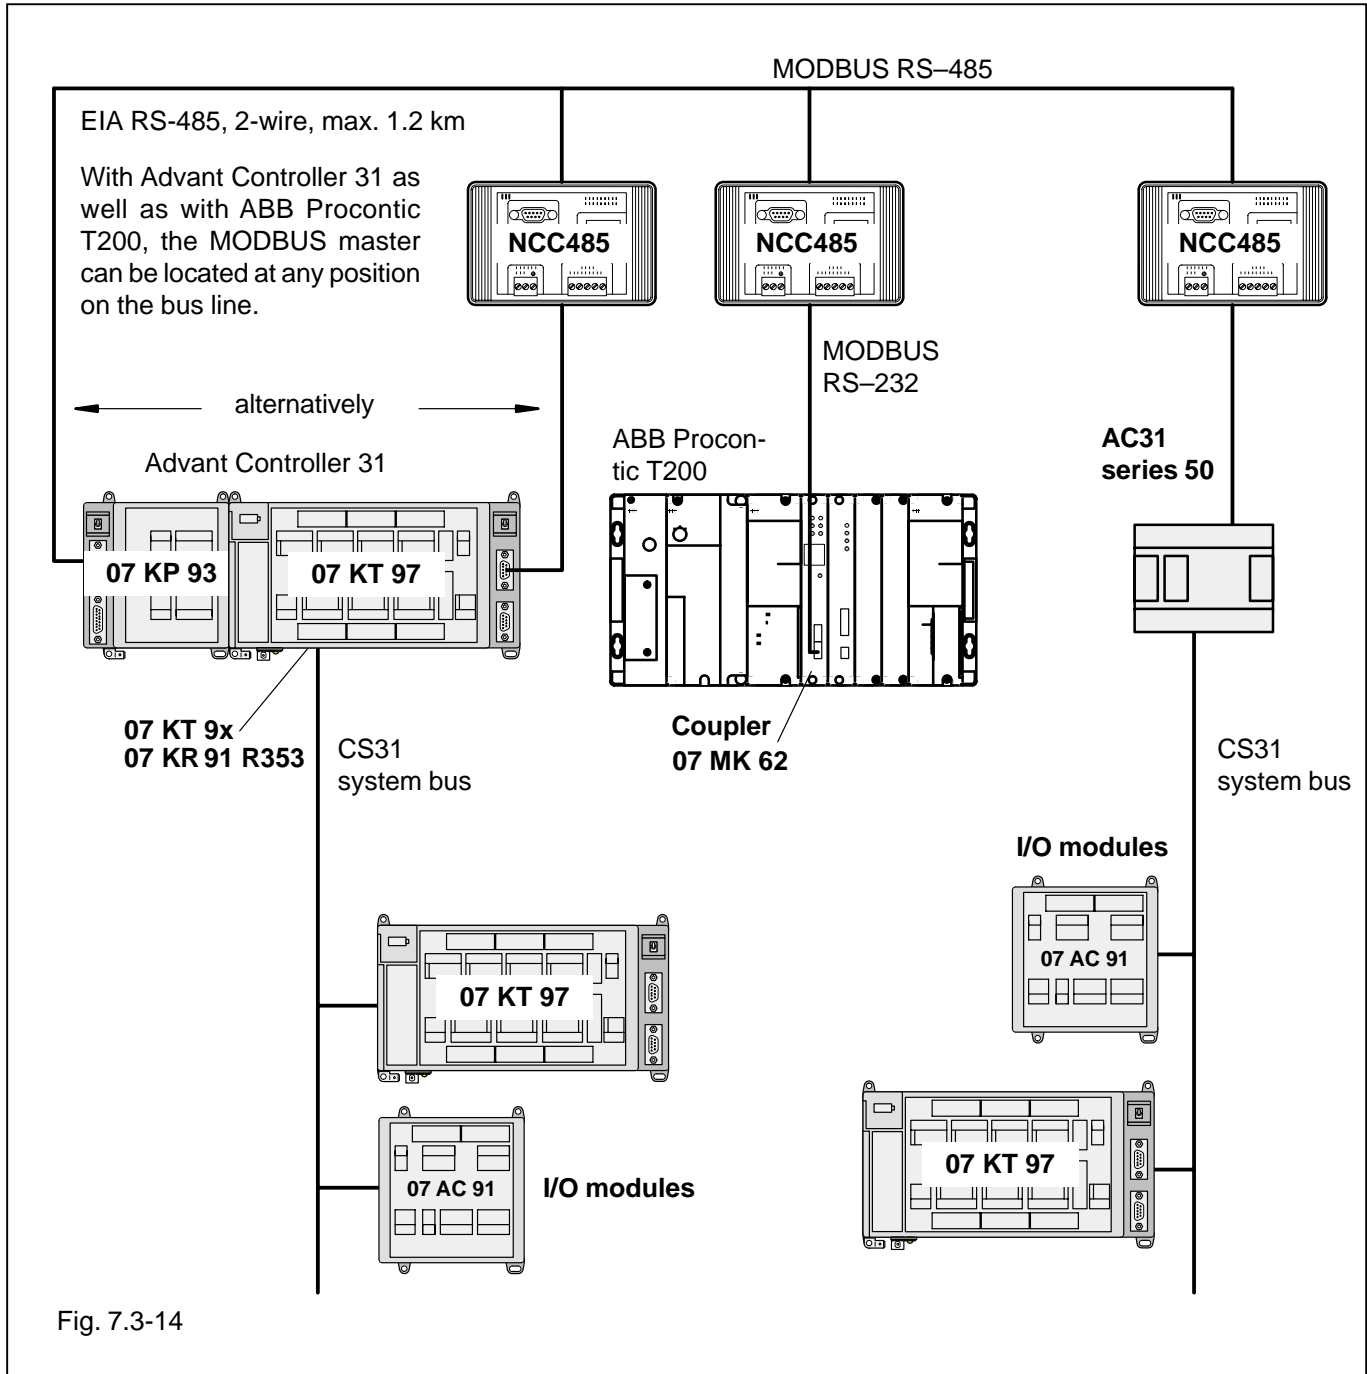 MODBUS RS–485
EIA RS-485, 2-wire, max. 1.2 km
With Advant Controller 31 as
well as with ABB Procontic
T200, the MODBUS master
can be located at any position
on the bus line.
NCC485
NCC485
NCC485
MODBUS
RS–232
alternatively
Advant Controller 31
ABB Procon-
tic T200
AC31
series 50
07 KP 93
07 KT 97
07 KT 9x
07 KR 91 R353
CS31
system bus
Coupler
07 MK 62
CS31
system bus
I/O modules
07 AC 91
07 KT 97
07 KT 97
07 AC 91
I/O modules
Fig. 7.3-14